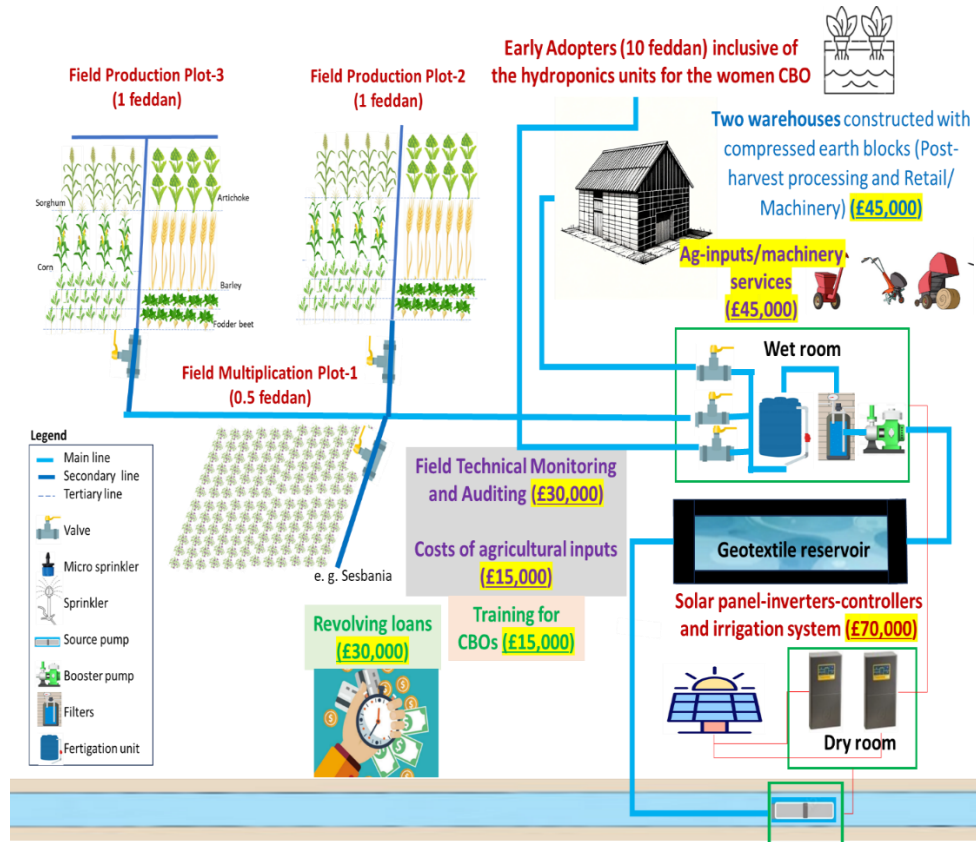 Early Adopters (10 feddan) inclusive of
the hydroponics units for the women CBO
Field Production Plot-3
(1 feddan)
Field Production Plot-2
(1 feddan)
Two warehouses constructed with
compressed earth blocks (Post-
harvest processing and Retail/
Machinery) (£45,000)
Sorghum
Artichoke
Corn
Barley
Fodder beet
Ag-inputs/machinery
services
(£45,000)
Wet room
Field Multiplication Plot-1
(0.5 feddan)
Legend
Main line
Secondary line
Tertiary line
Valve
Micro sprinkler
Sprinkler
Source pump
Booster pump
Filters
Fertigation unit
e. g. Sesbania
Field Technical Monitoring
and Auditing (£30,000)
Costs of agricultural inputs
(£15,000)
Geotextile reservoir
Revolving loans
(£30,000)
Training for
CBOs (£15,000)
Solar panel-inverters-controllers
and irrigation system (£70,000)
Dry room